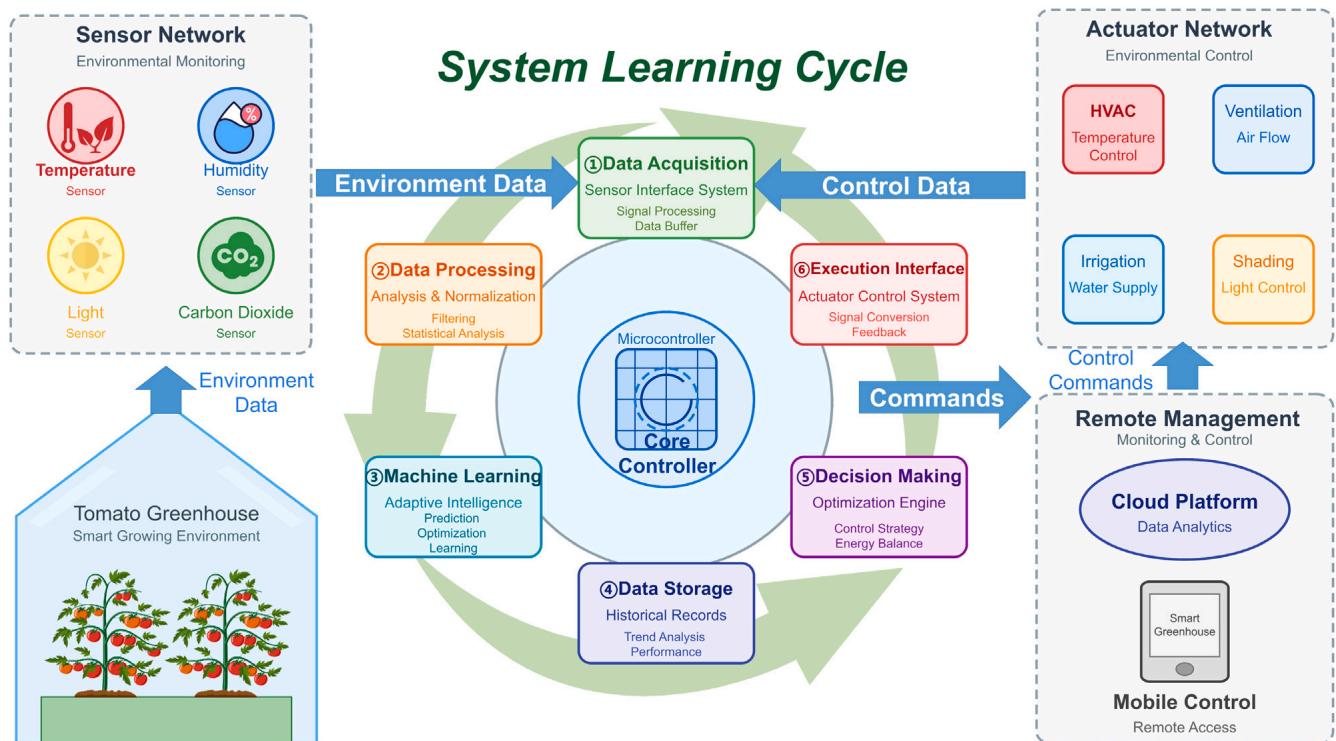 System Learning Cycle
Sensor Network
Environmental Monitoring
Temperature
Sensor
%
Humidity
Sensor
Light
Sensor
CO2
Carbon Dioxide
Sensor
Environment
Data
Tomato Greenhouse
Smart Growing Environment
Environment Data
Control Data
①Data Acquisition
Sensor Interface System
Signal Processing
Data Buffer
②Data Processing
Analysis & Normalization
Filtering
Statistical Analysis
③Machine Learning
Adaptive Intelligence
Prediction
Optimization
Learning
④Data Storage
Historical Records
Trend Analysis
Performance
⑤Decision Making
Optimization Engine
Control Strategy
Energy Balance
⑥Execution Interface
Actuator Control System
Signal Conversion
Feedback
Microcontroller
Core
Controller
Commands
Actuator Network
Environmental Control
HVAC
Temperature
Control
Ventilation
Air Flow
Irrigation
Water Supply
Shading
Light Control
Control
Commands
Remote Management
Monitoring & Control
Cloud Platform
Data Analytics
Smart
Greenhouse
Mobile Control
Remote Access